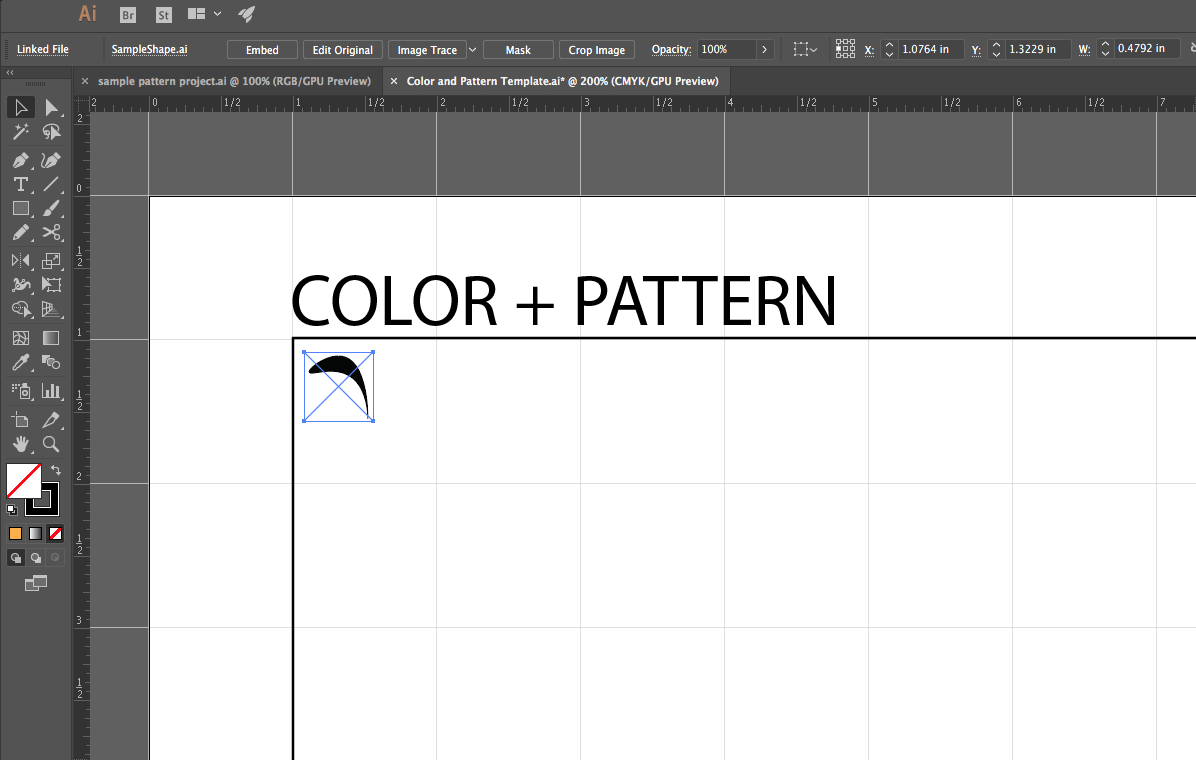 Ai Br St
Linked File SampleShape.ai Embed Edit Original Image Trace Mask Crop Image Opacity: 100% X: 1.0764 in Y: 1.3229 in W: 0.4792 in
× sample pattern project.ai @ 100% (RGB/GPU Preview) × Color and Pattern Template.ai* @ 200% (CMYK/GPU Preview)
2 0 1/2 1 1/2 2 1/2 3 1/2 4 1/2 5 1/2 6 1/2 7
2
0
1
2
1
1
2
2
1
2
3
1
2
COLOR + PATTERN